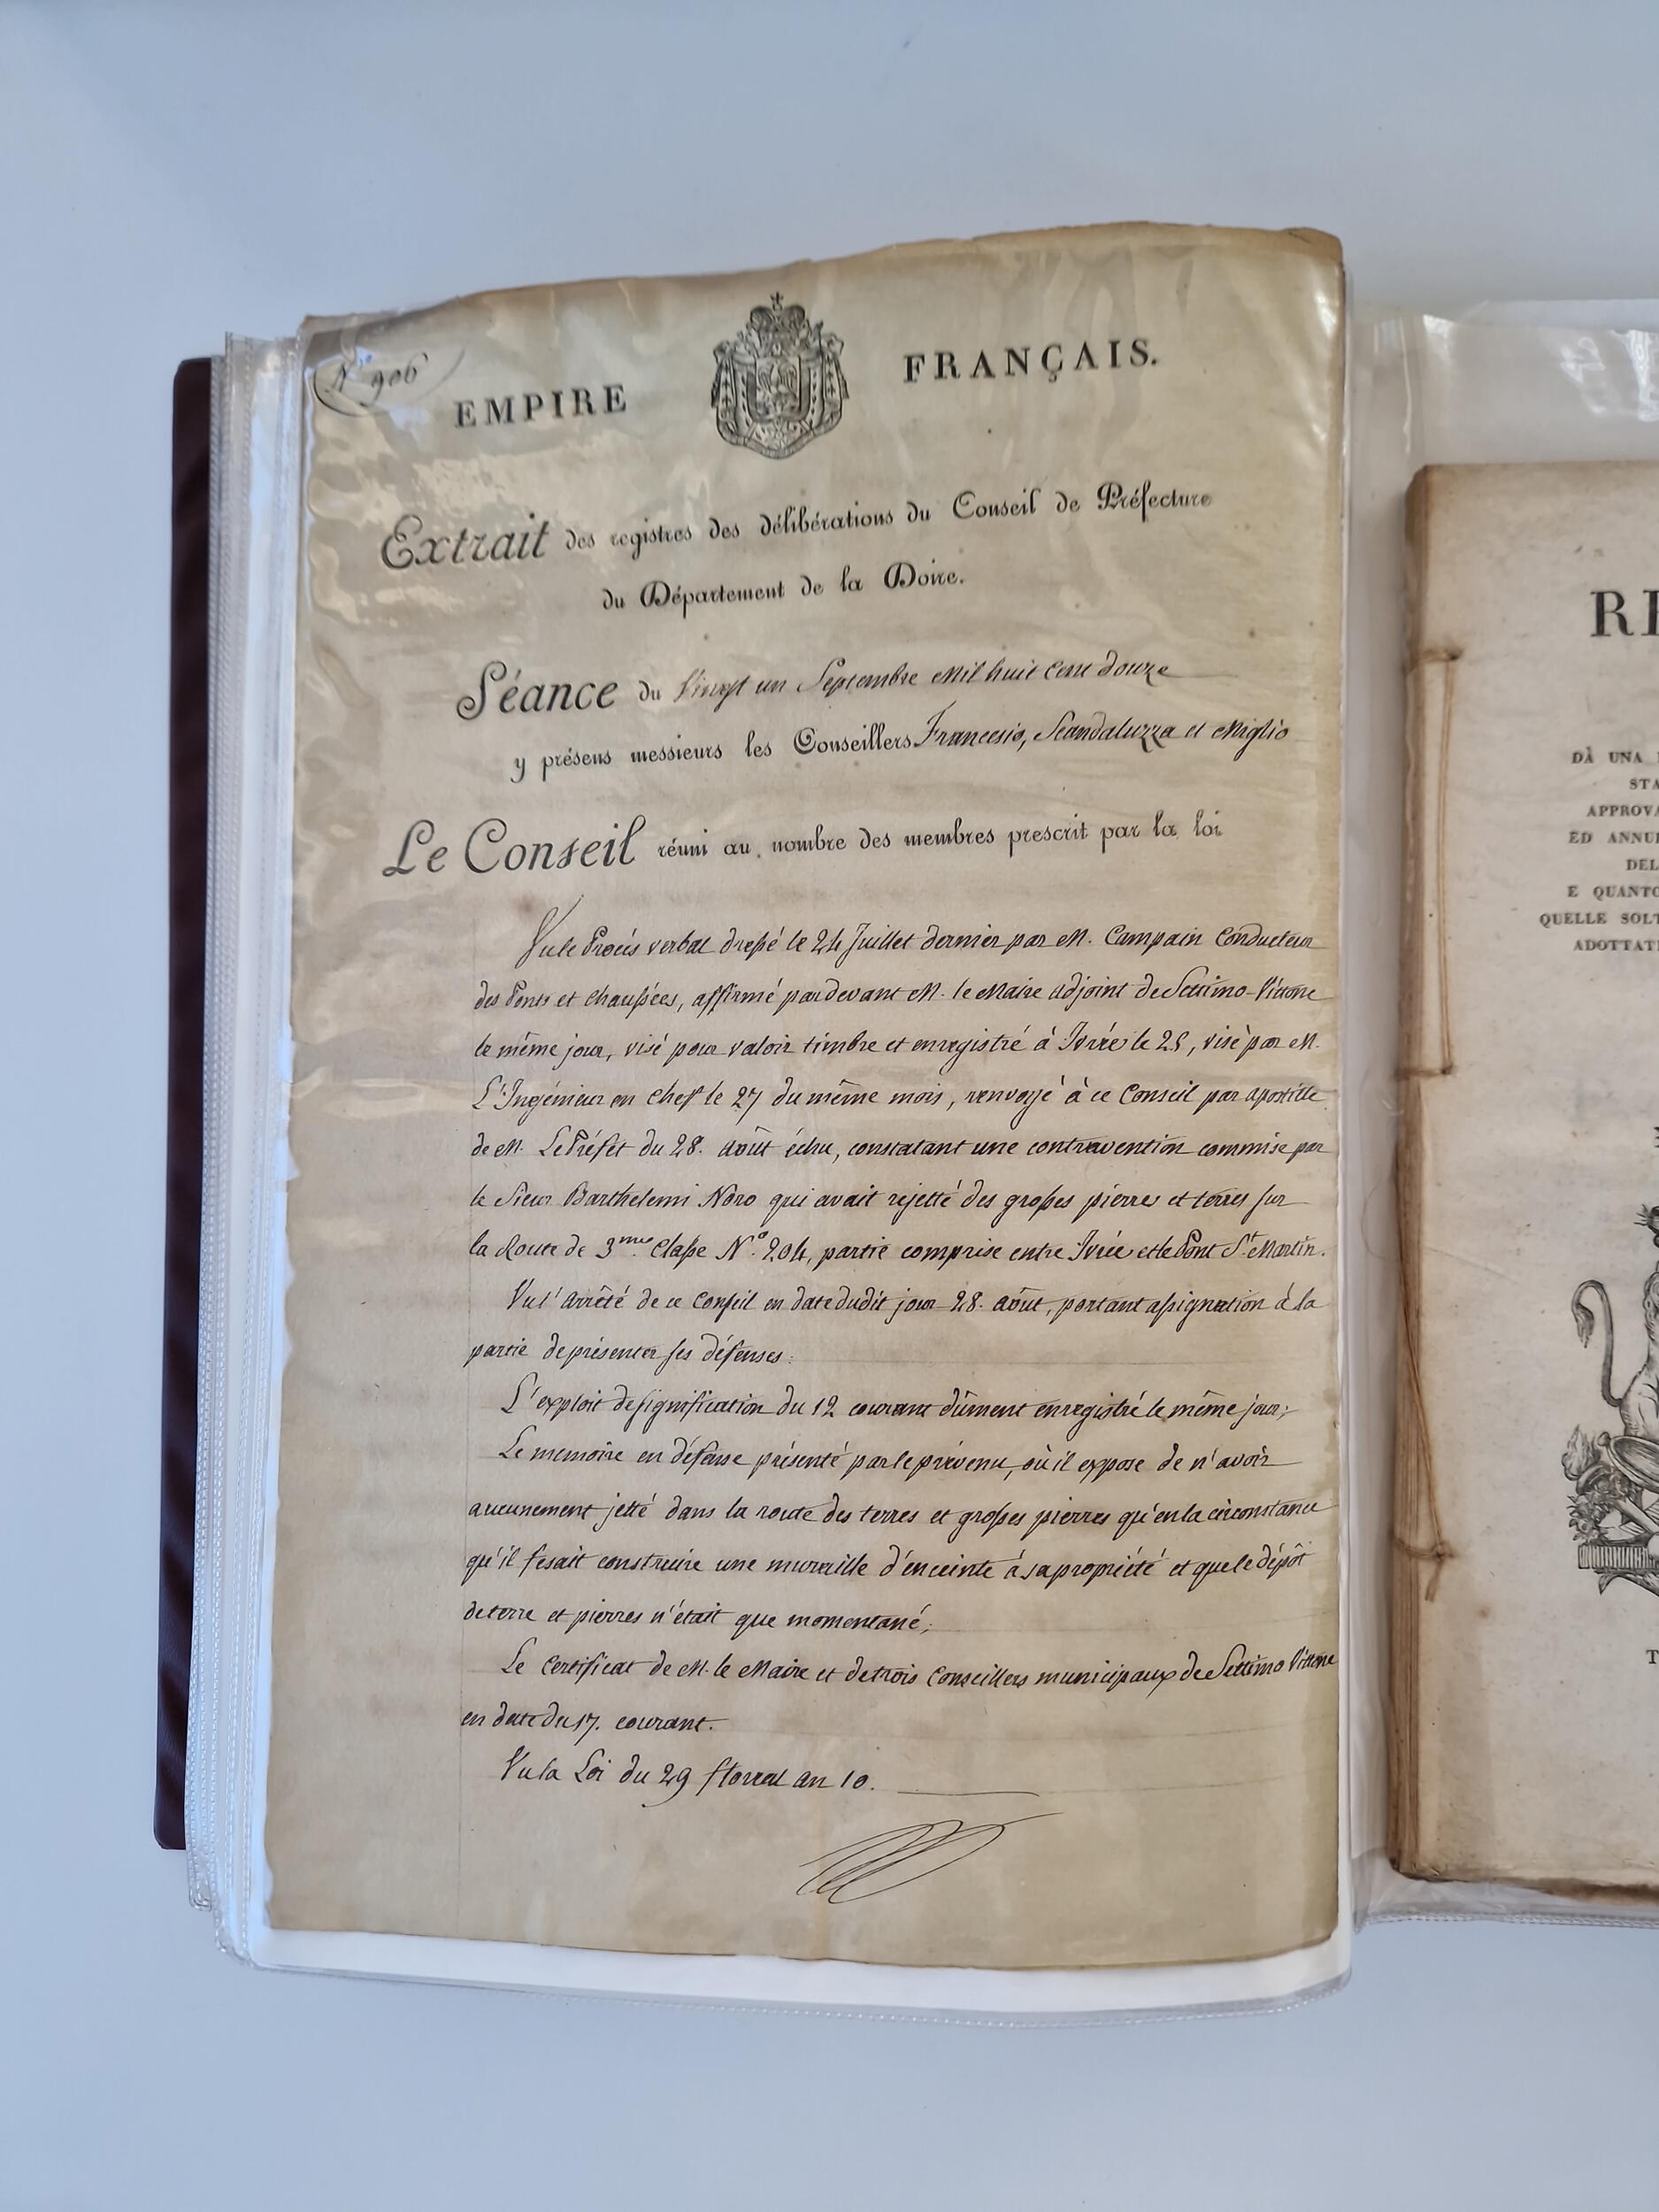 N.º 906
EMPIRE FRANÇAIS.
Extrait des registres des délibérations du Conseil de Préfecture
du Département de la Doire.
Séance du Vingt un Septembre Mil huit Cent douze
y présens messieurs les Conseillers Francesio, Scandaluzza et Miglio
Le Conseil réuni au nombre des membres prescrit par la loi
Vu le Procès verbal dressé le 24 Juillet dernier par M. Campain Conducteur
des Ponts et Chaussées, affirmé pardevant M. le Maire adjoint de Settimo-Vittone
le même jour, visé pour valoir timbre et enregistré à Ivrée le 25, visé par M.
L'Ingénieur en Chef le 27 du même mois, renvoyé à ce Conseil par apostille
de M. Le Préfet du 28. août échu, constatant une contravention commise par
le Sieur Barthelemi Noro qui avait rejetté des grosses pierres et terres sur
la Route de 3.me Classe N.º 204, partie comprise entre Ivrée et le Pont S.t Martin.
Vu l'arrêté de ce Conseil en date dudit jour 28. août, portant assignation à la
partie de présenter ses défenses:
L'exploit de signification du 12 courant dûment enregistré le même jour;
Le memoire en défense présenté par le prévenu, où il expose de n'avoir
aucunement jetté dans la route des terres et grosses pierres qu'en la circonstance
qu'il fesait construire une muraille d'enceinte à sa propriété et que le dépôt
de terre et pierres n'était que momentané;
Le Certificat de M. le Maire et de trois Conseillers municipaux de Settimo Vittone
en date du 17. courant.
Vu la Loi du 29 floreal an 10.
RE
DÀ UNA
STA
APPROVA
ED ANNU
DEL
E QUANTO
QUELLE SOLT
ADOTTAT
T